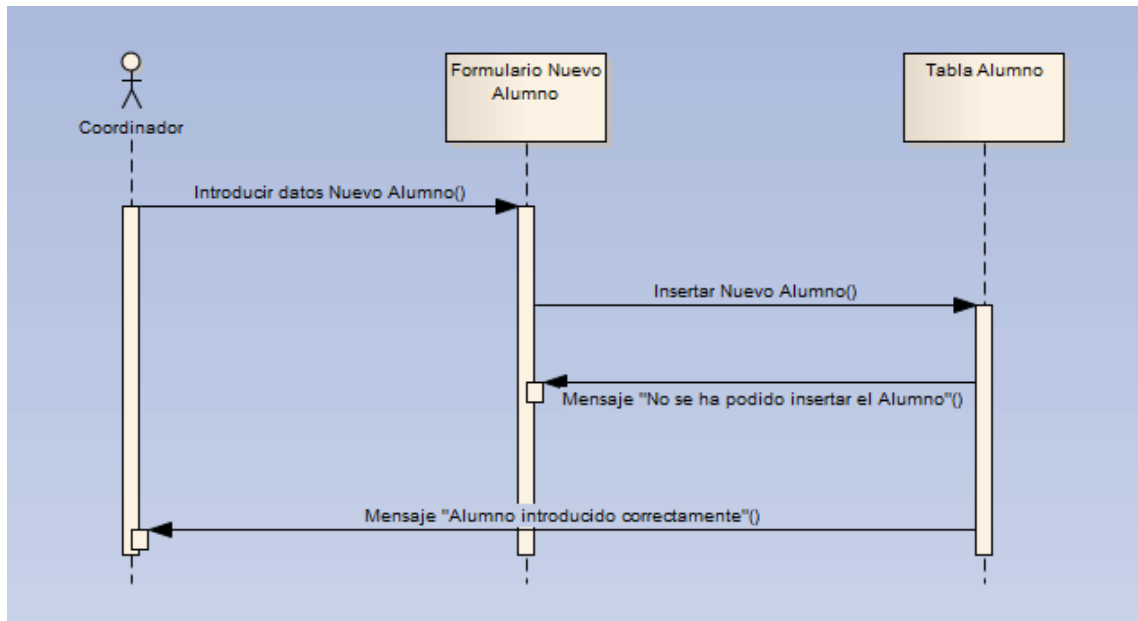 Formulario Nuevo
Alumno
Tabla Alumno
Coordinador
Introducir datos Nuevo Alumno()
Insertar Nuevo Alumno()
Mensaje "No se ha podido insertar el Alumno"()
Mensaje "Alumno introducido correctamente"()